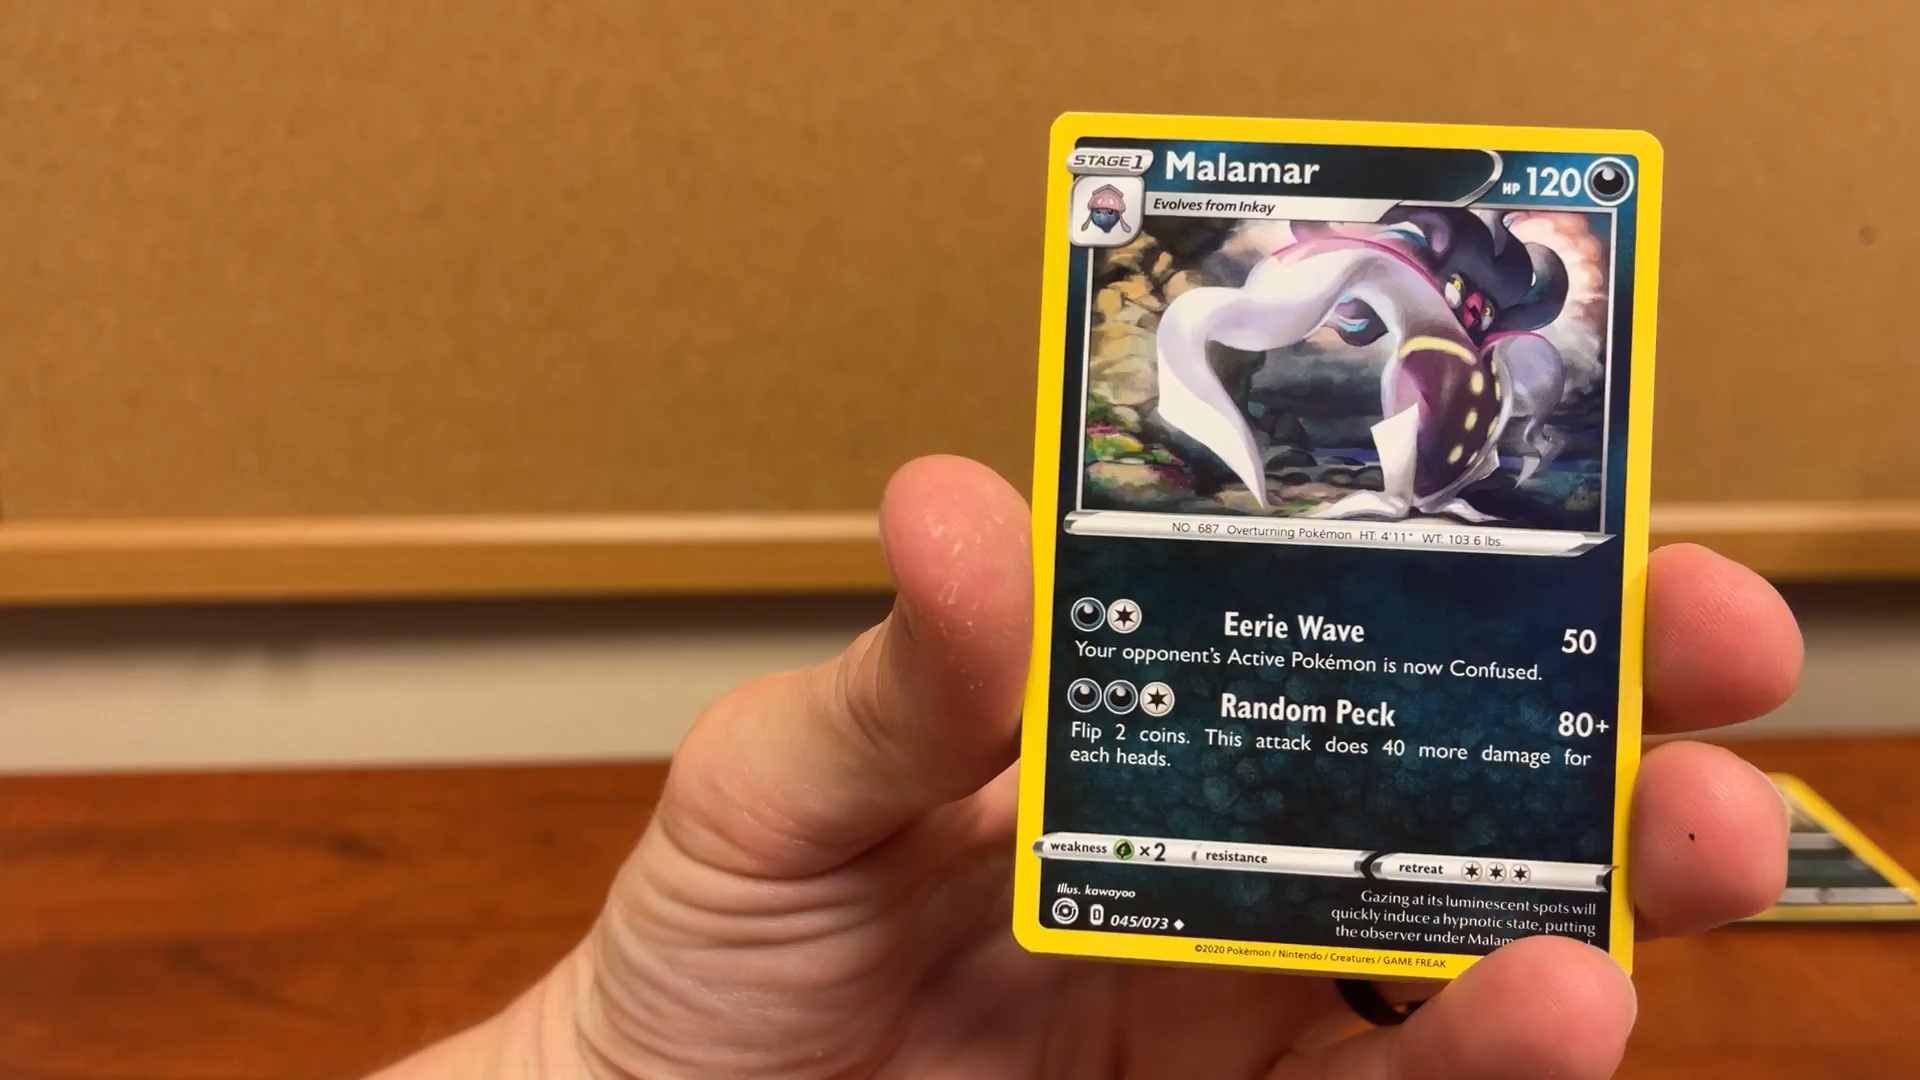 STAGE1 Malamar HP 120
Evolves from Inkay
NO. 687 Overturning Pokémon HT: 4'11" WT: 103.6 lbs.
Eerie Wave 50
Your opponent's Active Pokémon is now Confused.
Random Peck 80+
Flip 2 coins. This attack does 40 more damage for
each heads.
weakness ×2 resistance retreat
Illus. kawayoo
D 045/073
Gazing at its luminescent spots will
quickly induce a hypnotic state, putting
the observer under
©2020 Pokémon / Nintendo / Creatures / GAME FREAK